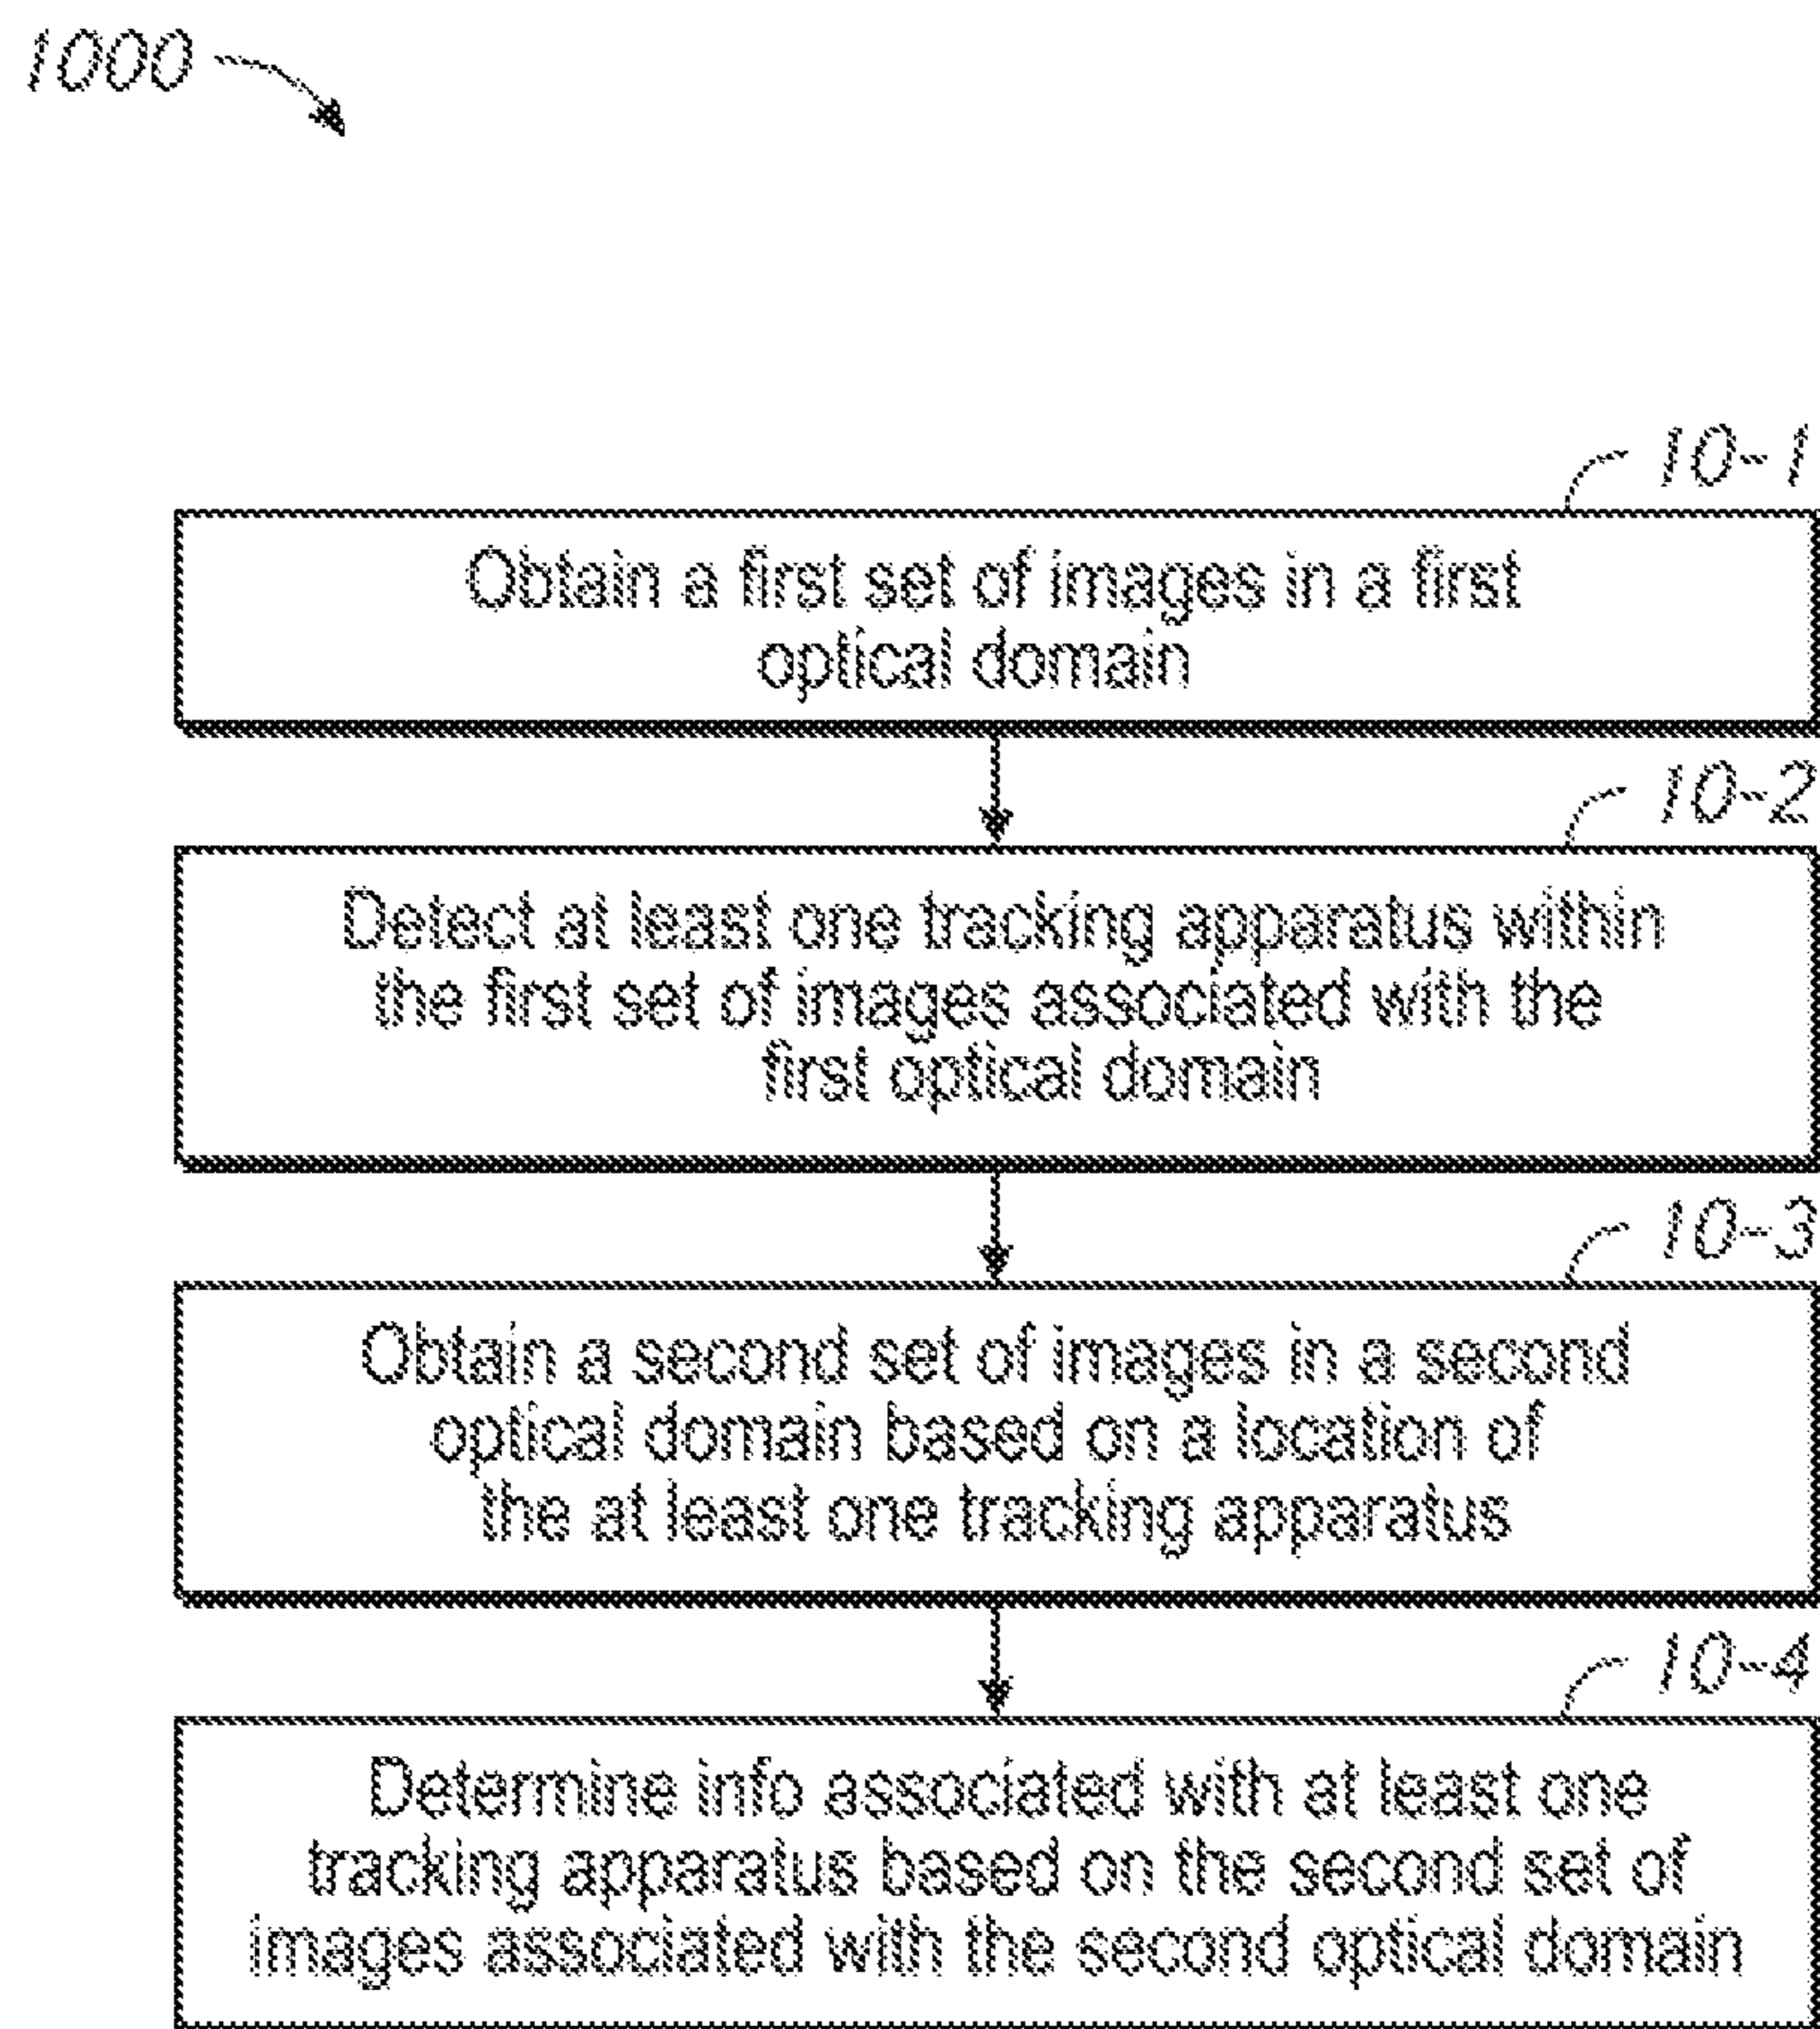 1000
10-1
Obtain a first set of images in a first
optical domain
10-2
Detect at least one tracking apparatus within
the first set of images associated with the
first optical domain
10-3
Obtain a second set of images in a second
optical domain based on a location of
the at least one tracking apparatus
10-4
Determine info associated with at least one
tracking apparatus based on the second set of
images associated with the second optical domain